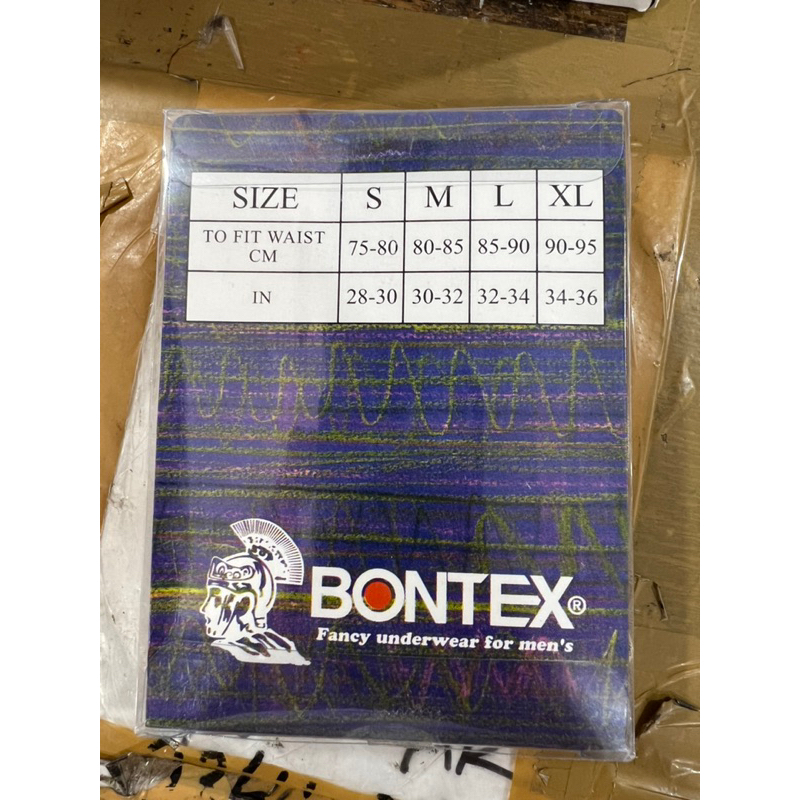 SIZE S M L XL
TO FIT WAIST
CM 75-80 80-85 85-90 90-95
IN 28-30 30-32 32-34 34-36
BONTEX®
Fancy underwear for men's